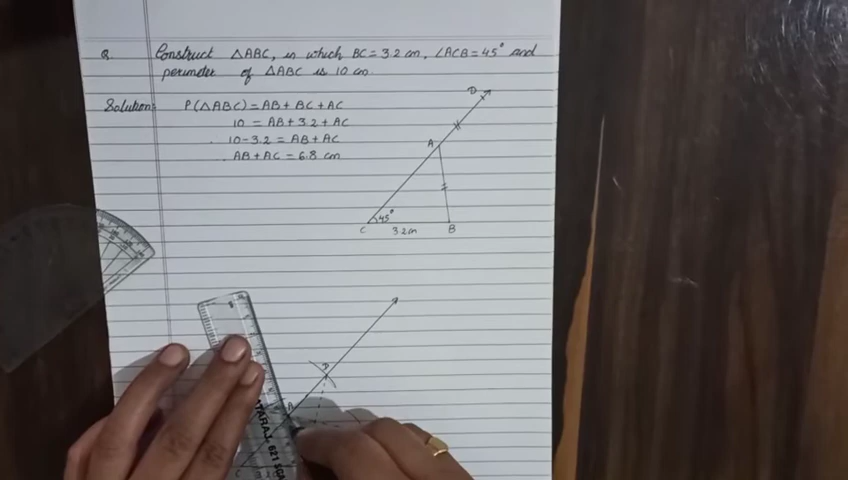 Q. Construct △ABC, in which BC = 3.2 cm, ∠ACB = 45° and
perimeter of △ABC is 10 cm.
Solution: P(△ABC) = AB + BC + AC
10 = AB + 3.2 + AC
10 - 3.2 = AB + AC
AB + AC = 6.8 cm
D
A
45°
C 3.2 cm B
D
A
C 3.2